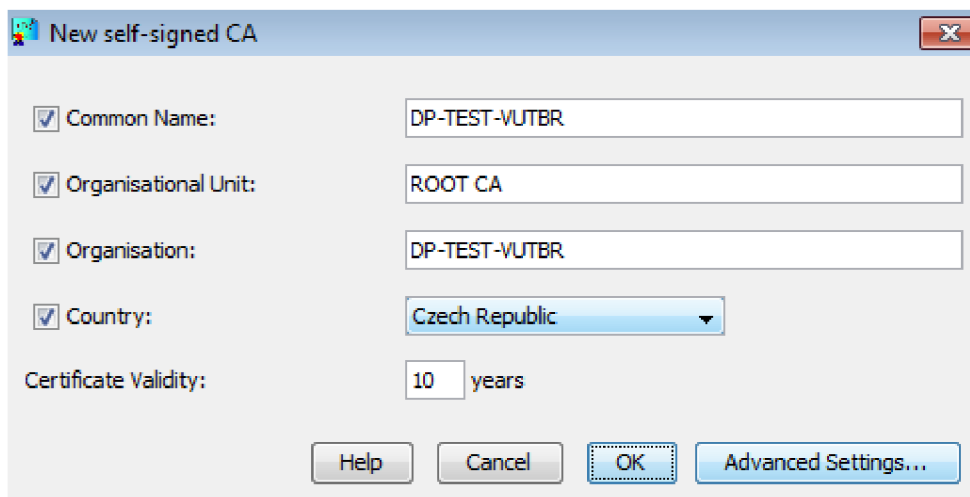 New self-signed CA
Common Name: DP-TEST-VUTBR
Organisational Unit: ROOT CA
Organisation: DP-TEST-VUTBR
Country: Czech Republic
Certificate Validity: 10 years
Help Cancel OK Advanced Settings...